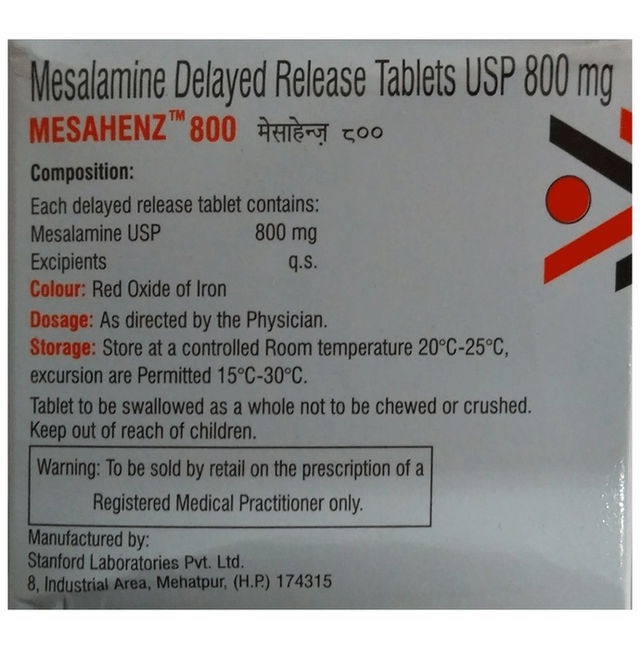 Mesalamine Delayed Release Tablets USP 800 mg
MESAHENZ™ 800 मेसाहेन्ज़ ८००
Composition:
Each delayed release tablet contains:
Mesalamine USP 800 mg
Excipients q.s.
Colour: Red Oxide of Iron
Dosage: As directed by the Physician.
Storage: Store at a controlled Room temperature 20°C-25°C,
excursion are Permitted 15°C-30°C.
Tablet to be swallowed as a whole not to be chewed or crushed.
Keep out of reach of children.
Warning: To be sold by retail on the prescription of a
Registered Medical Practitioner only.
Manufactured by:
Stanford Laboratories Pvt. Ltd.
8, Industrial Area, Mehatpur, (H.P.) 174315